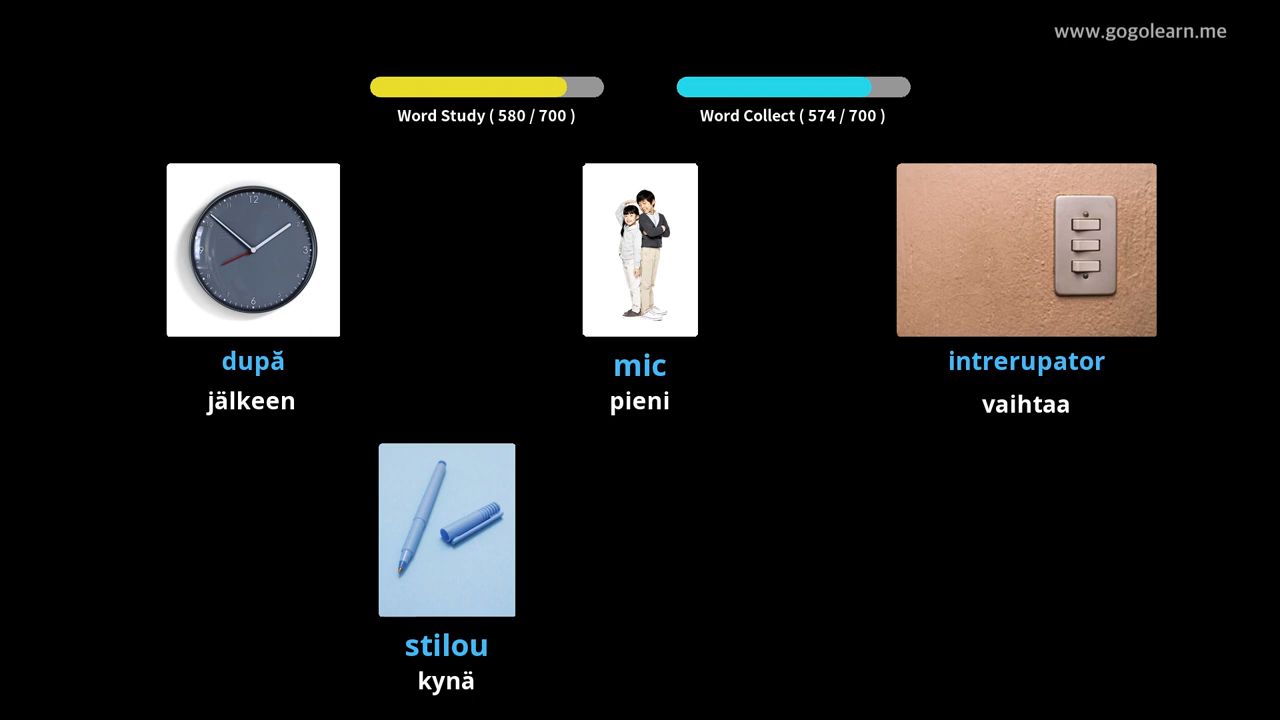 www.gogolearn.me
Word Study ( 580 / 700 )
Word Collect ( 574 / 700 )
după
jälkeen
mic
pieni
intrerupator
vaihtaa
stilou
kynä